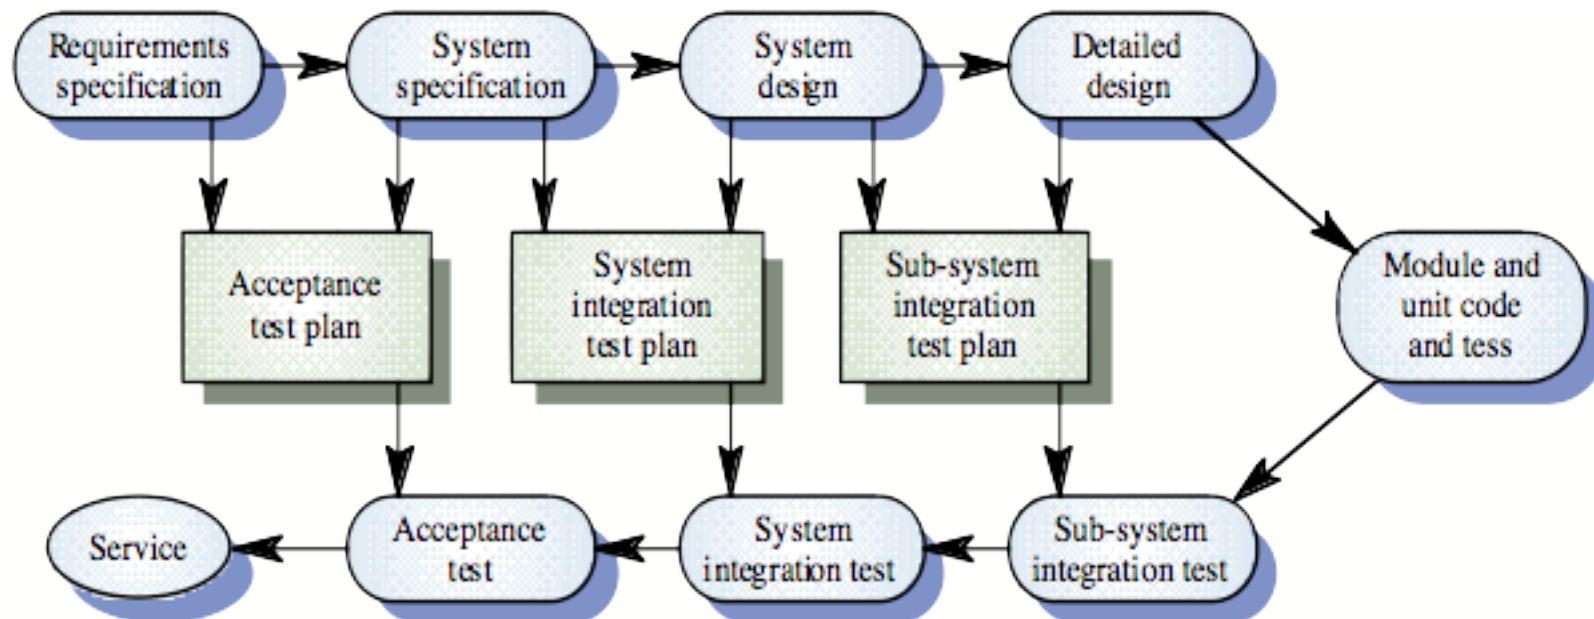 Requirements
specification
System
specification
System
design
Detailed
design
Acceptance
test plan
System
integration
test plan
Sub-system
integration
test plan
Module and
unit code
and tess
Service
Acceptance
test
System
integration test
Sub-system
integration test